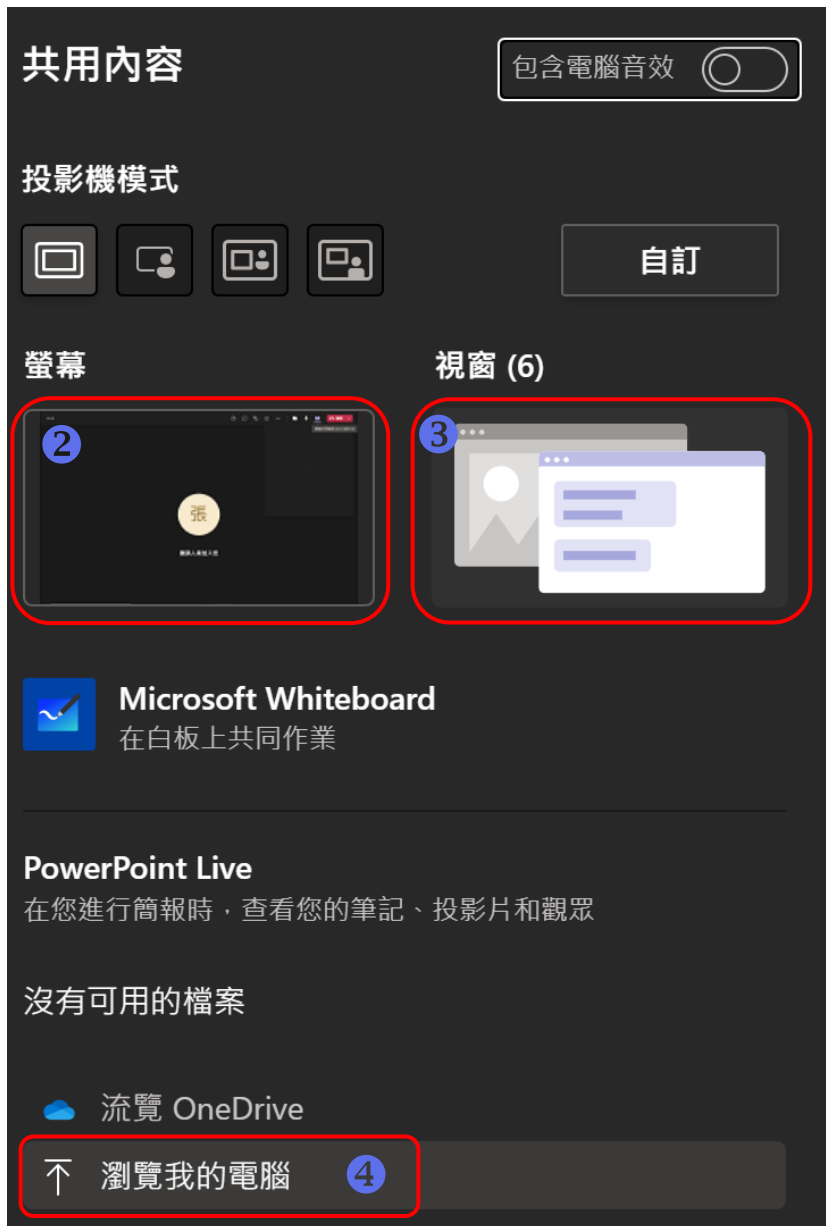 共用內容
包含電腦音效
投影機模式
自訂
螢幕
視窗 (6)
2
3
張
Microsoft Whiteboard
在白板上共同作業
PowerPoint Live
在您進行簡報時，查看您的筆記、投影片和觀眾
沒有可用的檔案
流覽 OneDrive
瀏覽我的電腦
4